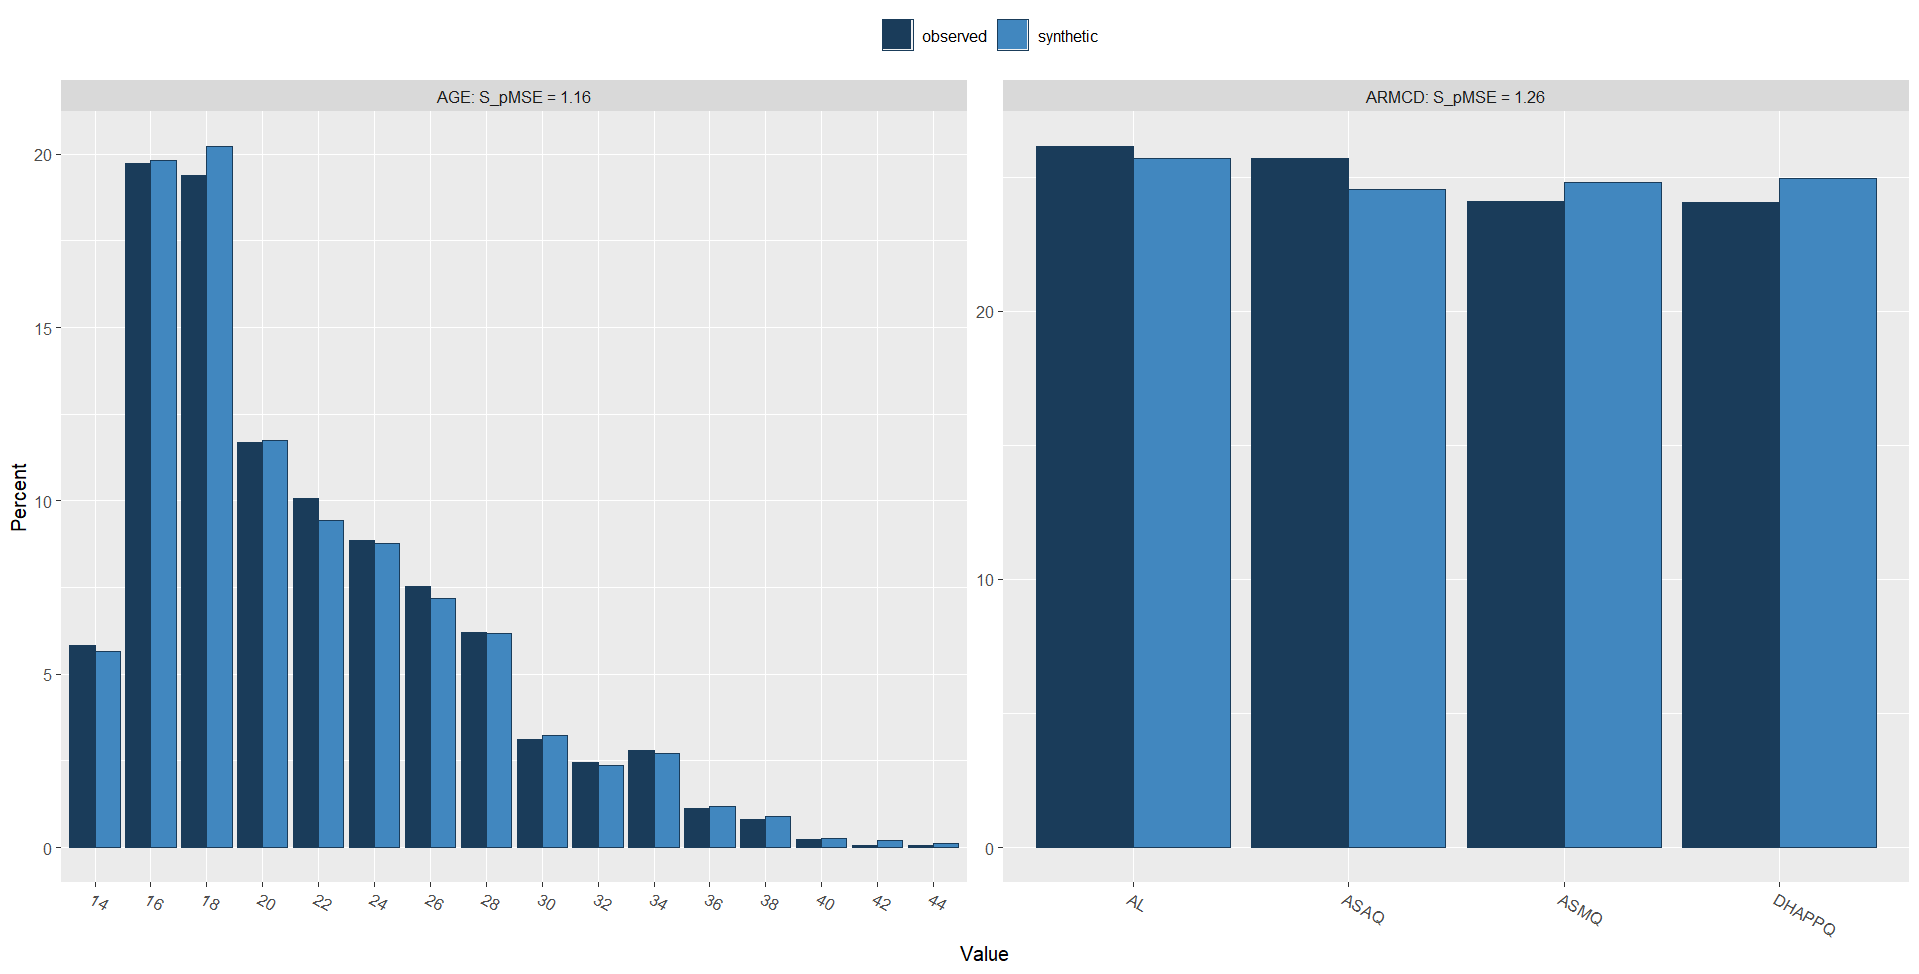 observed synthetic
AGE: S_pMSE = 1.16
ARMCD: S_pMSE = 1.26
Percent
20
15
10
5
0
14 16 18 20 22 24 26 28 30 32 34 36 38 40 42 44
20
10
0
AL ASAQ ASMQ DHAPPQ
Value